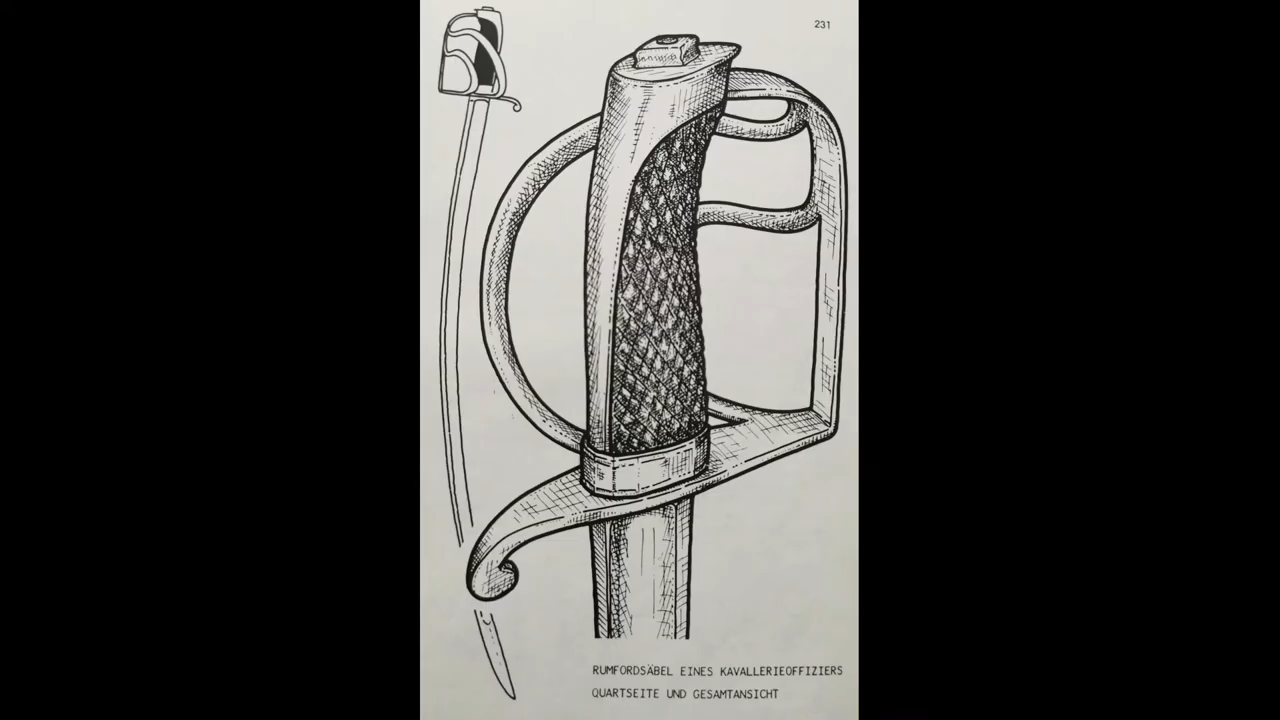 231
RUMFORDSÄBEL EINES KAVALLERIEOFFIZIERS
QUARTSEITE UND GESAMTANSICHT